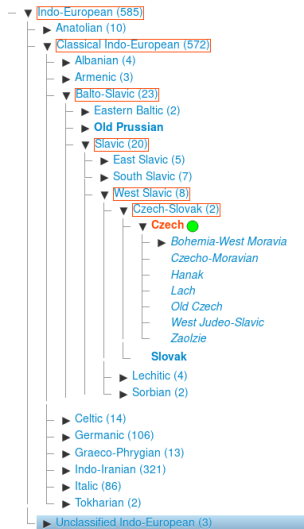 Indo-European (585)
Anatolian (10)
Classical Indo-European (572)
Albanian (4)
Armenic (3)
Balto-Slavic (23)
Eastern Baltic (2)
Old Prussian
Slavic (20)
East Slavic (5)
South Slavic (7)
West Slavic (8)
Czech-Slovak (2)
Czech
Bohemia-West Moravia
Czecho-Moravian
Hanak
Lach
Old Czech
West Judeo-Slavic
Zaolzie
Slovak
Lechitic (4)
Sorbian (2)
Celtic (14)
Germanic (106)
Graeco-Phrygian (13)
Indo-Iranian (321)
Italic (86)
Tokharian (2)
Unclassified Indo-European (3)